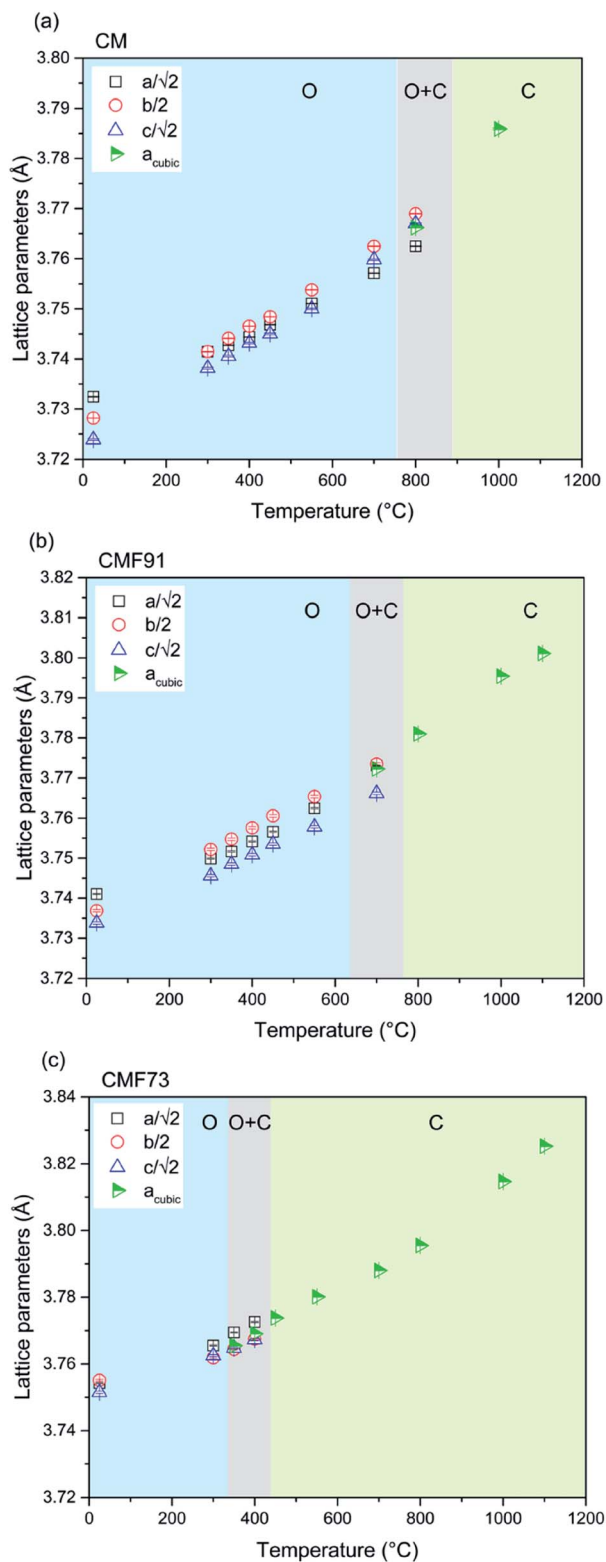 (a)
CM
a/√2
b/2
c/√2
a_cubic
O
O+C
C
3.80
3.79
3.78
3.77
3.76
3.75
3.74
3.73
3.72
Lattice parameters (Å)
0 200 400 600 800 1000 1200
Temperature (°C)
(b)
CMF91
a/√2
b/2
c/√2
a_cubic
O
O+C
C
3.82
3.81
3.80
3.79
3.78
3.77
3.76
3.75
3.74
3.73
3.72
Lattice parameters (Å)
0 200 400 600 800 1000 1200
Temperature (°C)
(c)
CMF73
a/√2
b/2
c/√2
a_cubic
O
O+C
C
3.84
3.82
3.80
3.78
3.76
3.74
3.72
Lattice parameters (Å)
0 200 400 600 800 1000 1200
Temperature (°C)